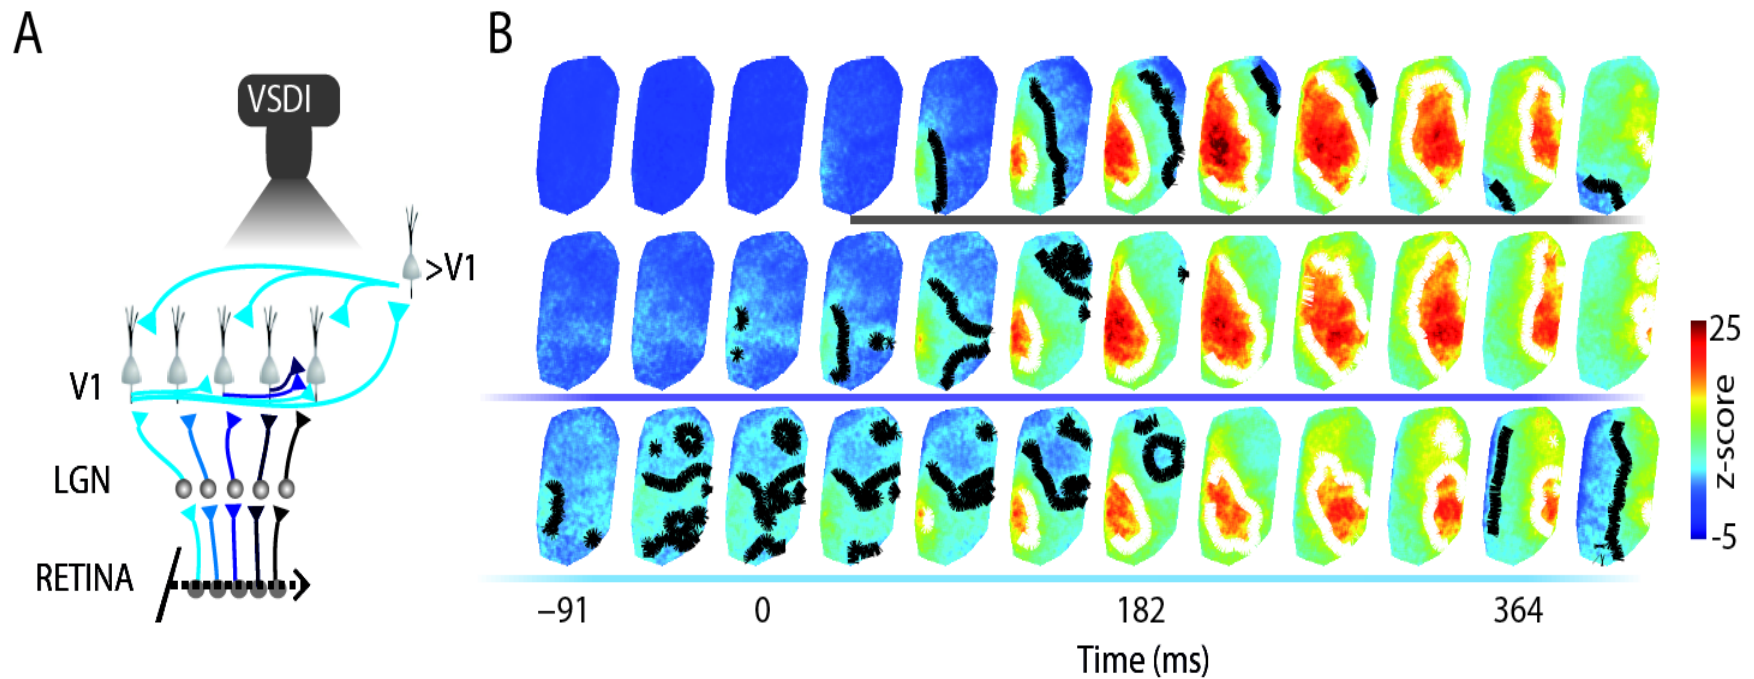 A
B
VSDI
>V1
V1
LGN
RETINA
25
z-score
-5
−91
0
182
364
Time (ms)